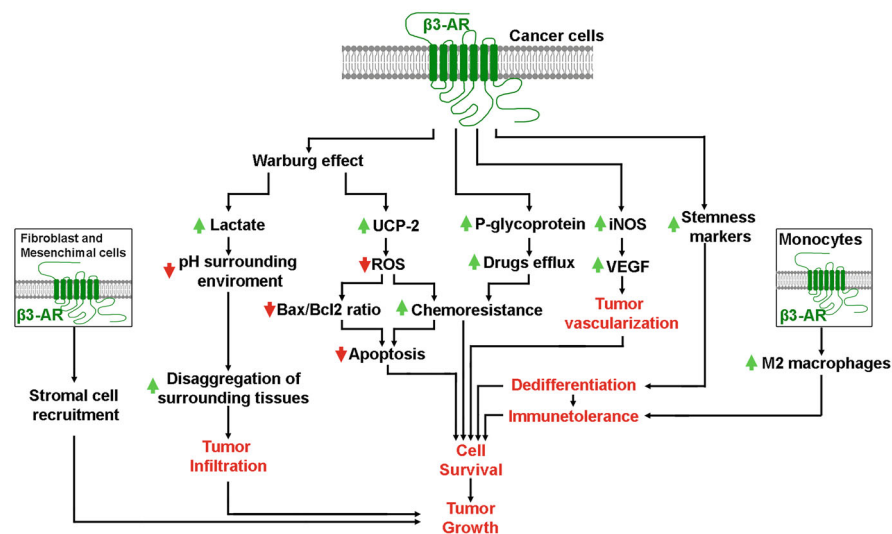 β3-AR
Cancer cells
Warburg effect
Lactate
UCP-2
P-glycoprotein
iNOS
Stemness
markers
Fibroblast and
Mesenchimal cells
β3-AR
Monocytes
β3-AR
pH surrounding
enviroment
ROS
Drugs efflux
VEGF
Bax/Bcl2 ratio
Chemoresistance
Tumor
vascularization
Apoptosis
M2 macrophages
Stromal cell
recruitment
Disaggregation of
surrounding tissues
Dedifferentiation
Immunetolerance
Tumor
Infiltration
Cell
Survival
Tumor
Growth